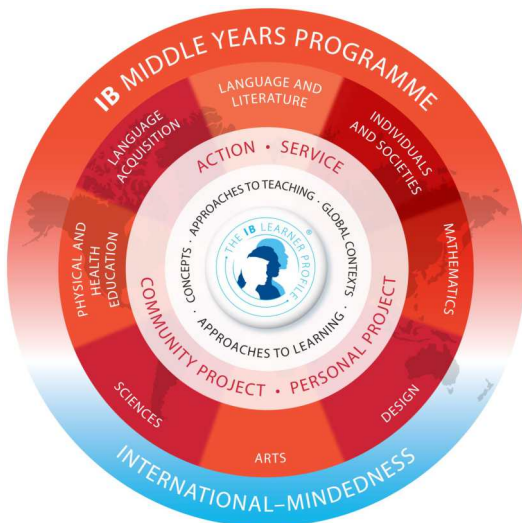 IB MIDDLE YEARS PROGRAMME
LANGUAGE AND
LITERATURE
LANGUAGE
ACQUISITION
INDIVIDUALS
AND SOCIETIES
ACTION • SERVICE
APPROACHES TO TEACHING · GLOBAL CONTEXTS ·
CONCEPTS ·
THE IB LEARNER PROFILE
®
PHYSICAL AND
HEALTH
EDUCATION
MATHEMATICS
APPROACHES TO LEARNING ·
COMMUNITY PROJECT • PERSONAL PROJECT
SCIENCES
DESIGN
ARTS
INTERNATIONAL–MINDEDNESS